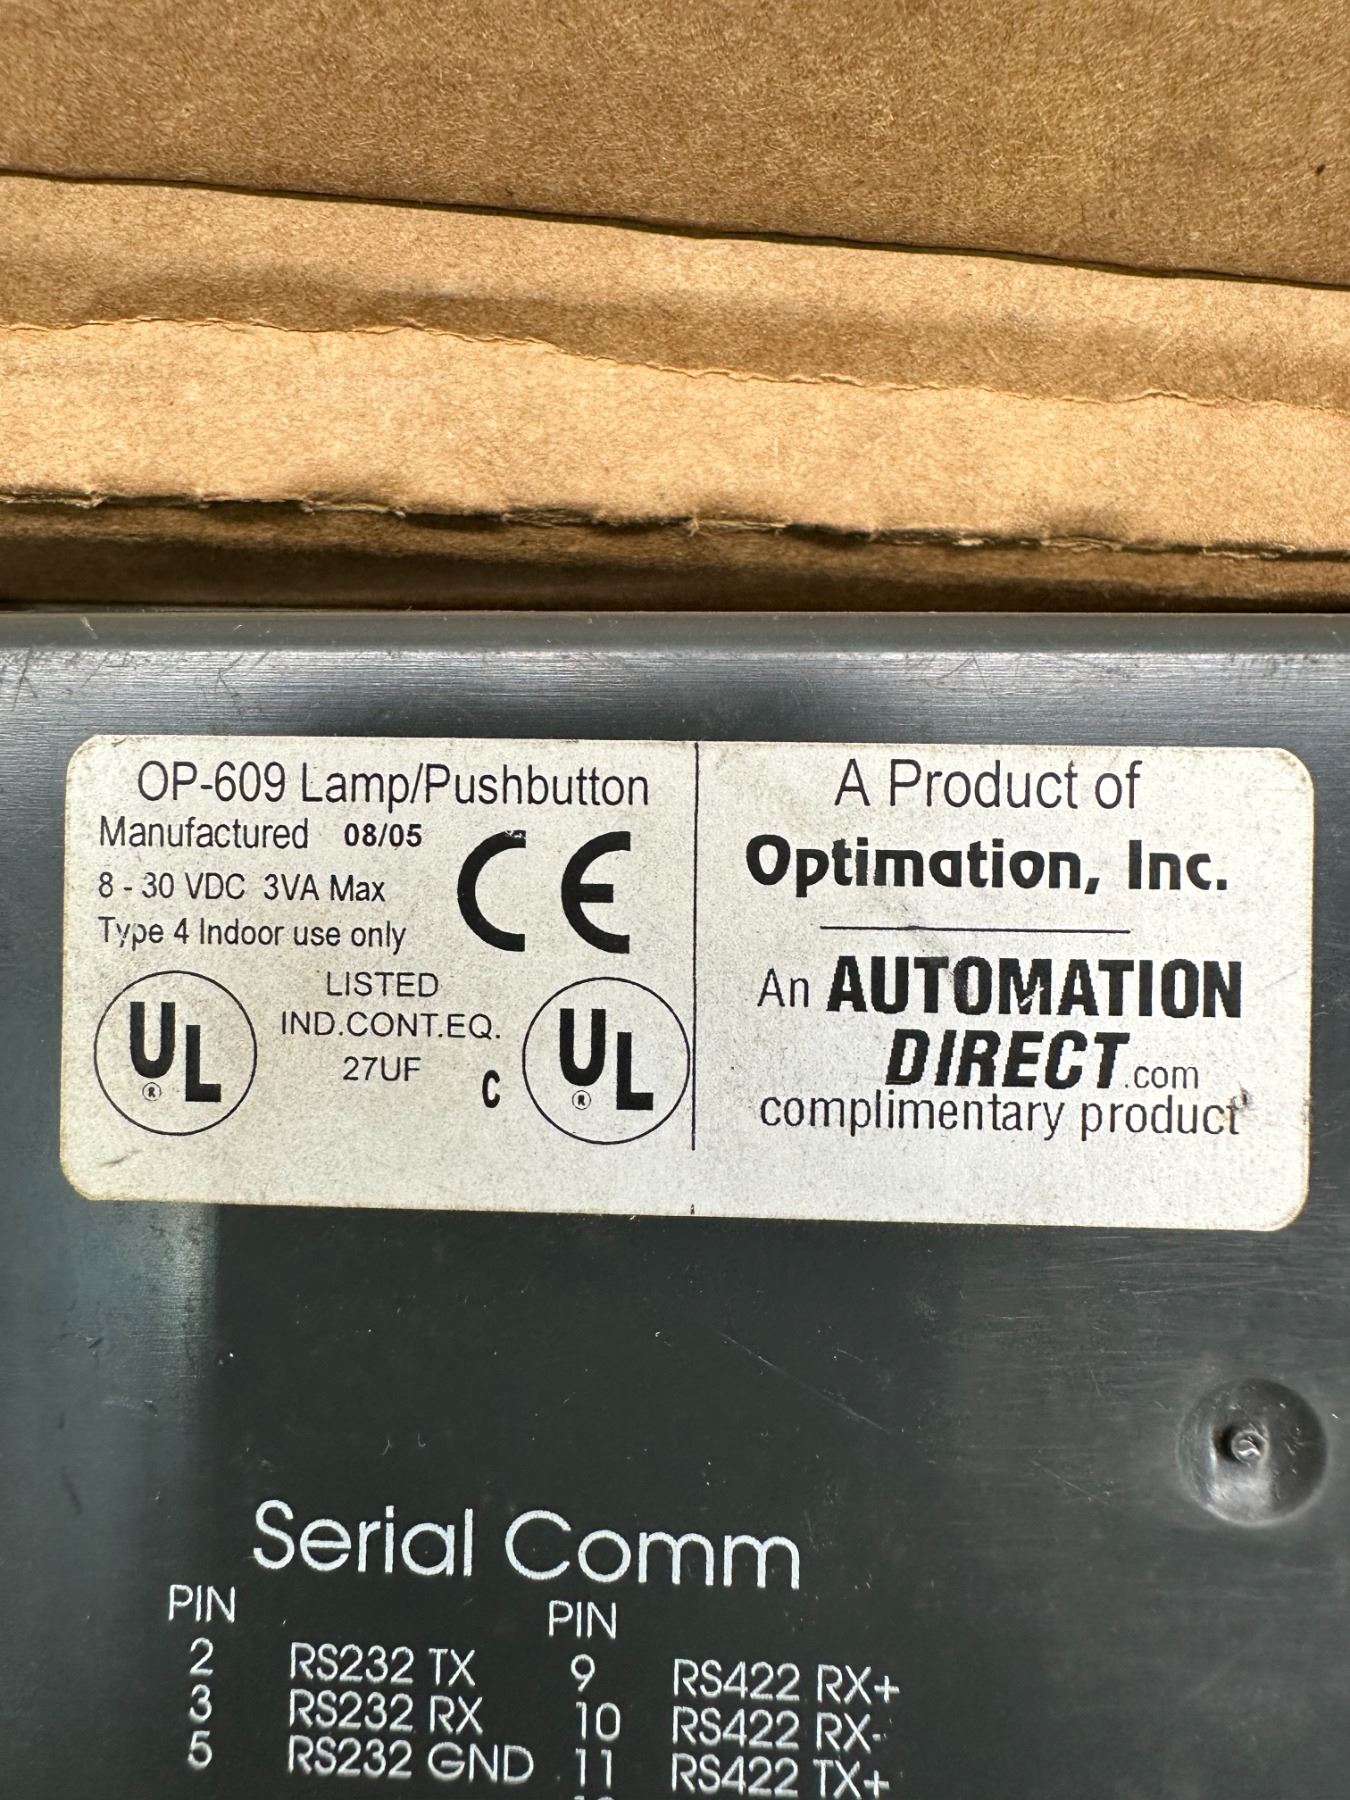 OP-609 Lamp/Pushbutton
Manufactured 08/05
8 - 30 VDC 3VA Max
Type 4 Indoor use only
CE
LISTED
IND.CONT.EQ.
27UF
UL ®
C UL ®
A Product of
Optimation, Inc.
An AUTOMATION
DIRECT.com
complimentary product
Serial Comm
PIN PIN
2 RS232 TX 9 RS422 RX+
3 RS232 RX 10 RS422 RX-
5 RS232 GND 11 RS422 TX+